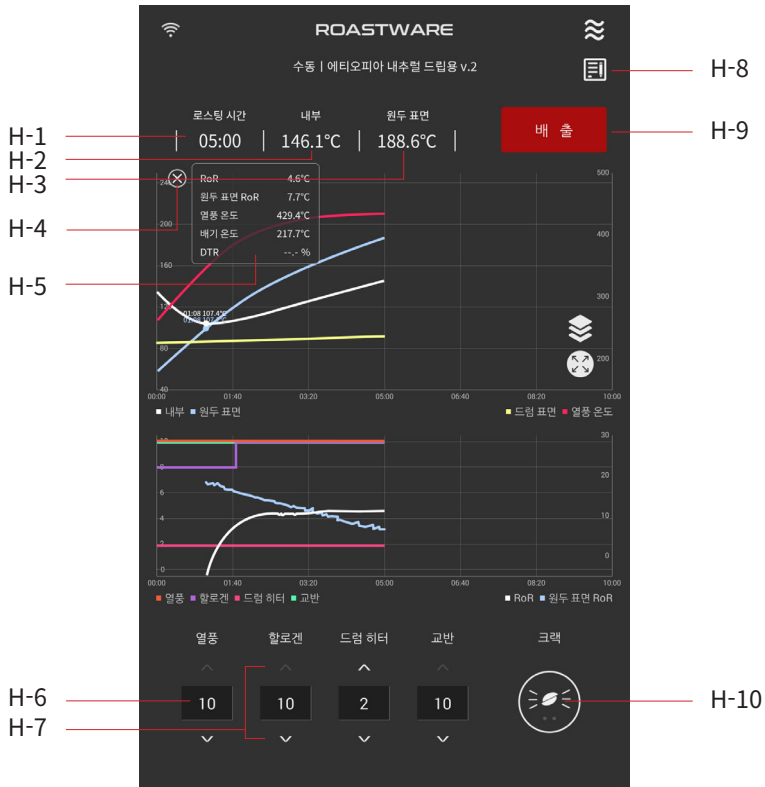 ROASTWARE
수동 | 에티오피아 내추럴 드립용 v.2
H-8
로스팅 시간 내부 원두 표면
배 출
H-9
H-1
05:00 146.1℃ 188.6℃
H-2
H-3
240 RoR 4.6℃ 500
원두 표면 RoR 7.7℃
H-4
200 열풍 온도 429.4℃ 400
배기 온도 217.7℃
DTR --.- %
160
H-5
300
120
01:08 107.4℃
80 200
40
00:00 01:40 03:20 05:00 06:40 08:20 10:00
내부 원두 표면 드럼 표면 열풍 온도
10 30
8
20
6
4 10
2
0
0
00:00 01:40 03:20 05:00 06:40 08:20 10:00
열풍 할로겐 드럼 히터 교반 RoR 원두 표면 RoR
열풍 할로겐 드럼 히터 교반 크랙
H-6
10 10 2 10
H-10
H-7